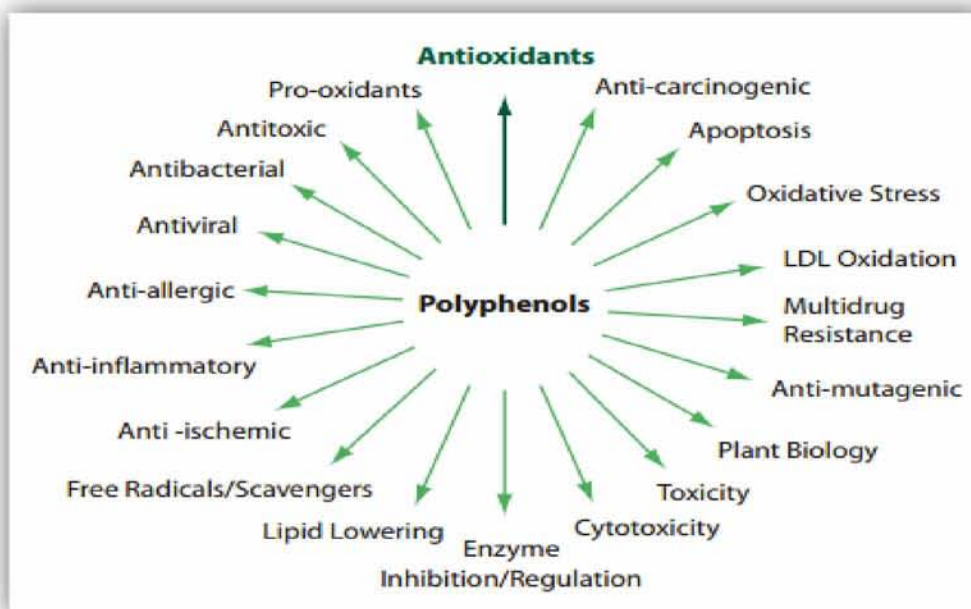 Antioxidants
Pro-oxidants
Anti-carcinogenic
Antitoxic
Apoptosis
Antibacterial
Oxidative Stress
Antiviral
LDL Oxidation
Anti-allergic
Polyphenols
Multidrug
Resistance
Anti-inflammatory
Anti-mutagenic
Anti -ischemic
Plant Biology
Free Radicals/Scavengers
Toxicity
Lipid Lowering
Cytotoxicity
Enzyme
Inhibition/Regulation